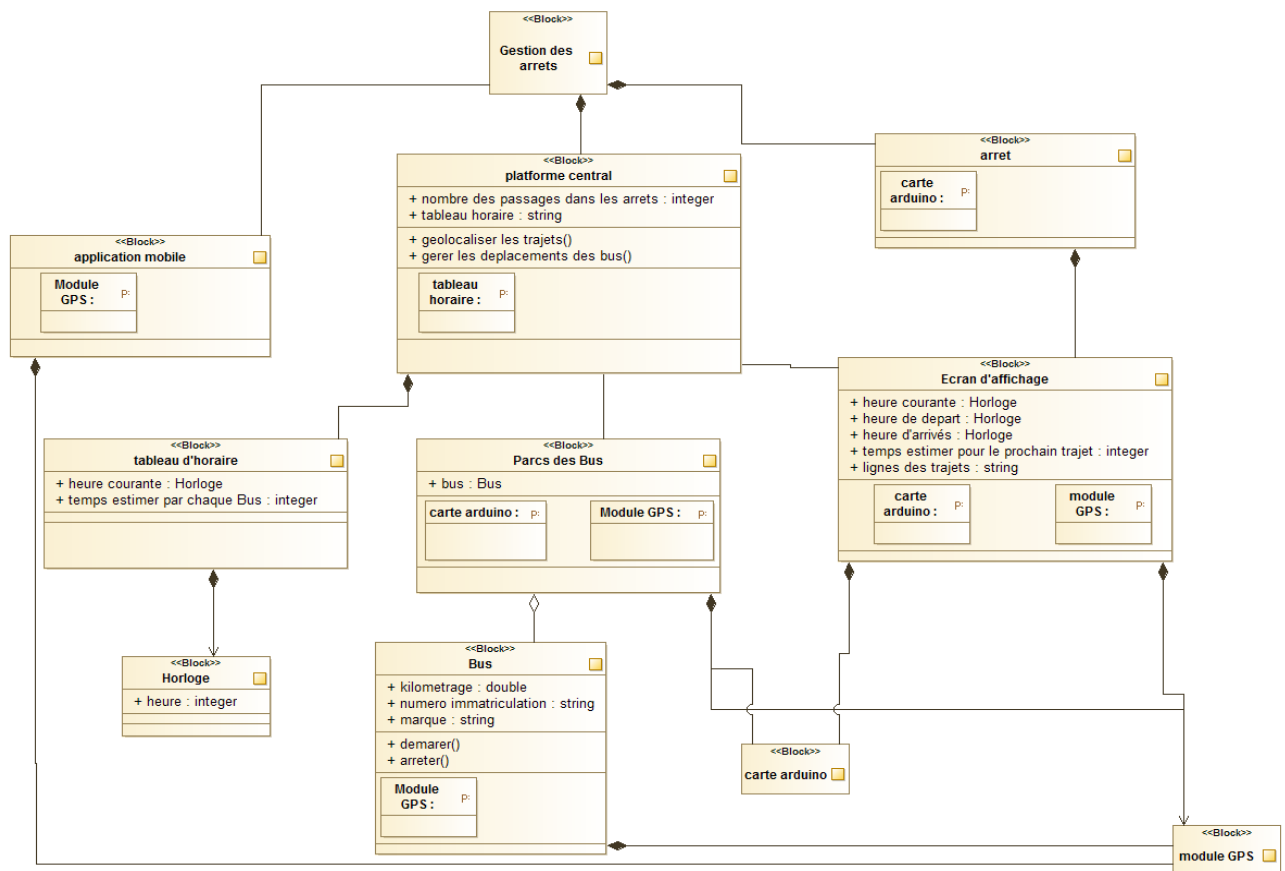 <<Block>>
Gestion des
arrets
<<Block>>
arret
carte
arduino :
p:
<<Block>>
platforme central
+ nombre des passages dans les arrets : integer
+ tableau horaire : string
+ geolocaliser les trajets()
+ gerer les deplacements des bus()
tableau
horaire :
p:
<<Block>>
application mobile
Module
GPS :
p:
<<Block>>
Ecran d'affichage
+ heure courante : Horloge
+ heure de depart : Horloge
+ heure d'arrivés : Horloge
+ temps estimer pour le prochain trajet : integer
+ lignes des trajets : string
carte
arduino :
p:
module
GPS :
p:
<<Block>>
tableau d'horaire
+ heure courante : Horloge
+ temps estimer par chaque Bus : integer
<<Block>>
Parcs des Bus
+ bus : Bus
carte arduino :
p:
Module GPS :
p:
<<Block>>
Horloge
+ heure : integer
<<Block>>
Bus
+ kilometrage : double
+ numero immatriculation : string
+ marque : string
+ demarer()
+ arreter()
Module
GPS :
p:
<<Block>>
carte arduino
<<Block>>
module GPS